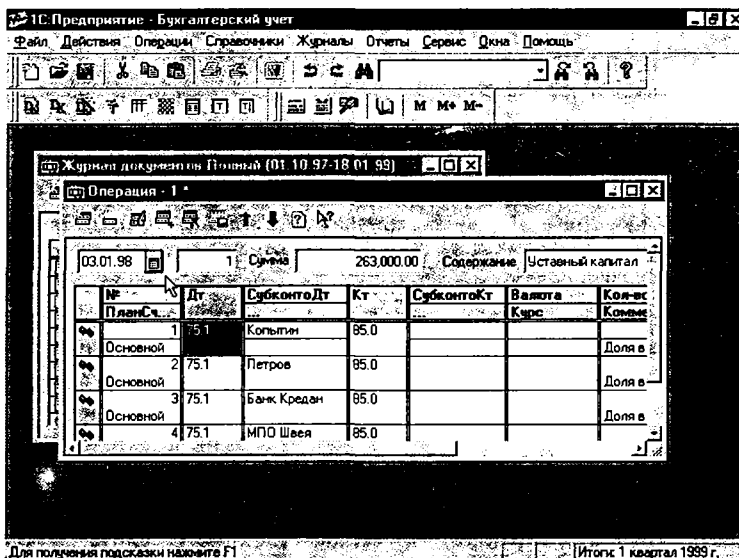 1С:Предприятие - Бухгалтерский учет
Файл Действия Операции Справочники Журналы Отчеты Сервис Окна Помощь
M M+ M-
Журнал документов Полный (01.10.97-18.01.99)
Операция - 1 *
03.01.98 1 Сумма 263,000.00 Содержание Уставный капитал
№ Дт СубконтоДт Кт СубконтоКт Валюта Кол-вс
ПланСч... ... ... Курс Комме
1 75.1 Копытин 85.0
Основной Доля в
2 75.1 Петров 85.0
Основной Доля в
3 75.1 Банк Кредан 85.0
Основной Доля в
4 75.1 МПО Швея 85.0
Для получения подсказки нажмите F1 Итоги: 1 квартал 1999 г.